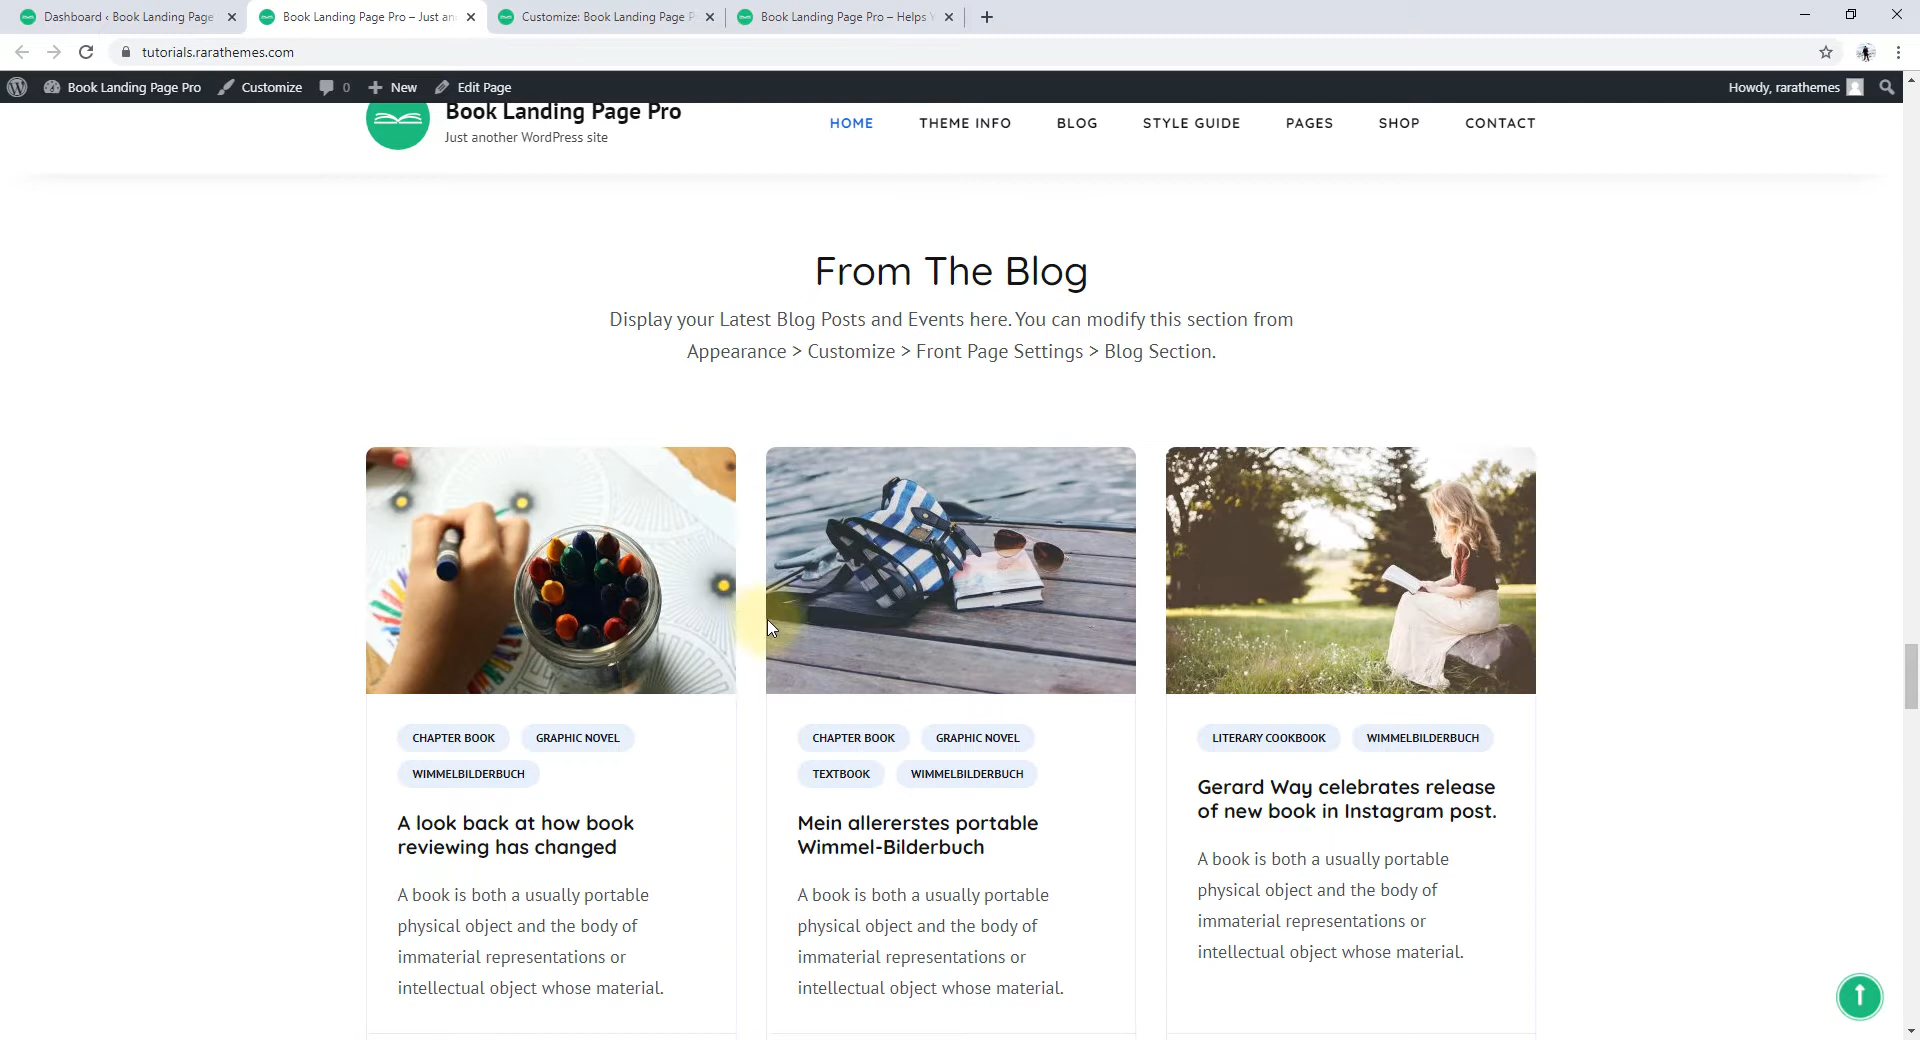 Dashboard ‹ Book Landing Page
Book Landing Page Pro – Just an
Customize: Book Landing Page P
Book Landing Page Pro – Helps Y
tutorials.rarathemes.com
Book Landing Page Pro
Customize
0
New
Edit Page
Howdy, rarathemes
Book Landing Page Pro
Just another WordPress site
HOME
THEME INFO
BLOG
STYLE GUIDE
PAGES
SHOP
CONTACT
From The Blog
Display your Latest Blog Posts and Events here. You can modify this section from
Appearance > Customize > Front Page Settings > Blog Section.
CHAPTER BOOK
GRAPHIC NOVEL
WIMMELBILDERBUCH
A look back at how book
reviewing has changed
A book is both a usually portable
physical object and the body of
immaterial representations or
intellectual object whose material.
CHAPTER BOOK
GRAPHIC NOVEL
TEXTBOOK
WIMMELBILDERBUCH
Mein allererstes portable
Wimmel-Bilderbuch
A book is both a usually portable
physical object and the body of
immaterial representations or
intellectual object whose material.
LITERARY COOKBOOK
WIMMELBILDERBUCH
Gerard Way celebrates release
of new book in Instagram post.
A book is both a usually portable
physical object and the body of
immaterial representations or
intellectual object whose material.